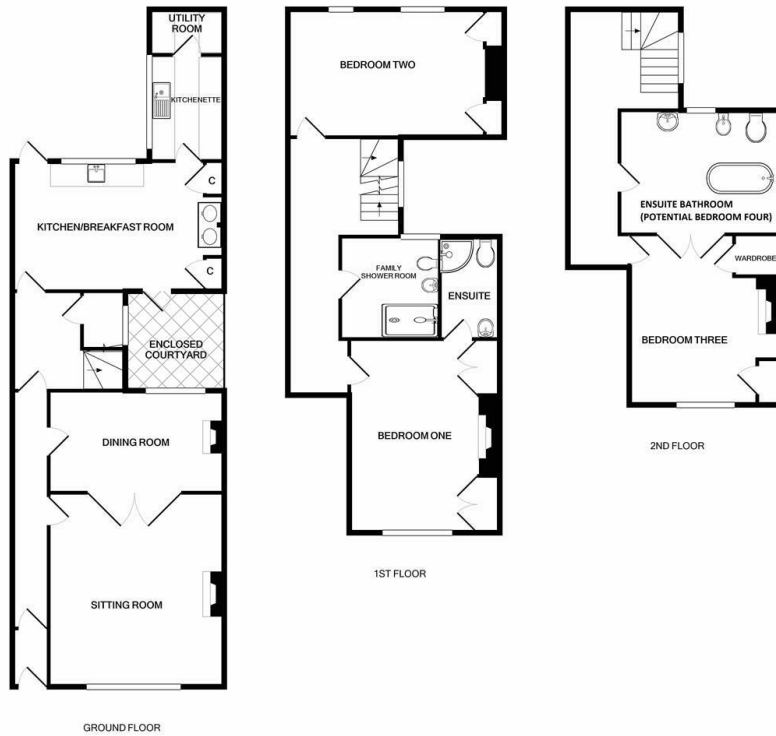 UTILITY
ROOM
KITCHENETTE
C
KITCHEN/BREAKFAST ROOM
C
ENCLOSED
COURTYARD
DINING ROOM
SITTING ROOM
GROUND FLOOR
BEDROOM TWO
FAMILY
SHOWER ROOM
ENSUITE
BEDROOM ONE
1ST FLOOR
ENSUITE BATHROOM
(POTENTIAL BEDROOM FOUR)
WARDROBE
BEDROOM THREE
2ND FLOOR